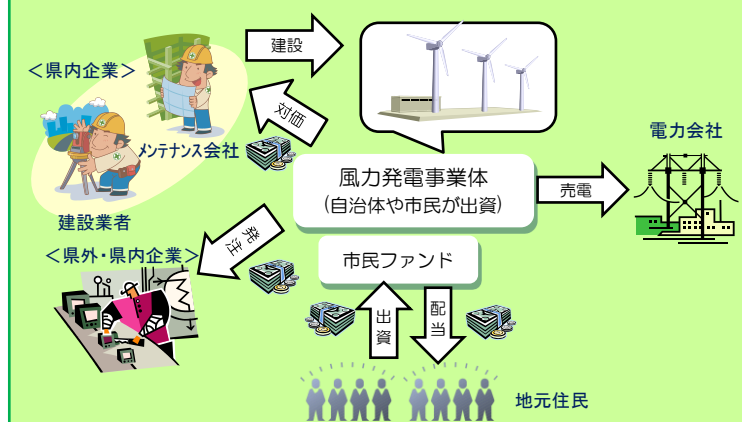 建設
＜県内企業＞
対価
メンテナンス会社
建設業者
風力発電事業体
(自治体や市民が出資)
売電
電力会社
発注
＜県外・県内企業＞
市民ファンド
出資
配当
地元住民